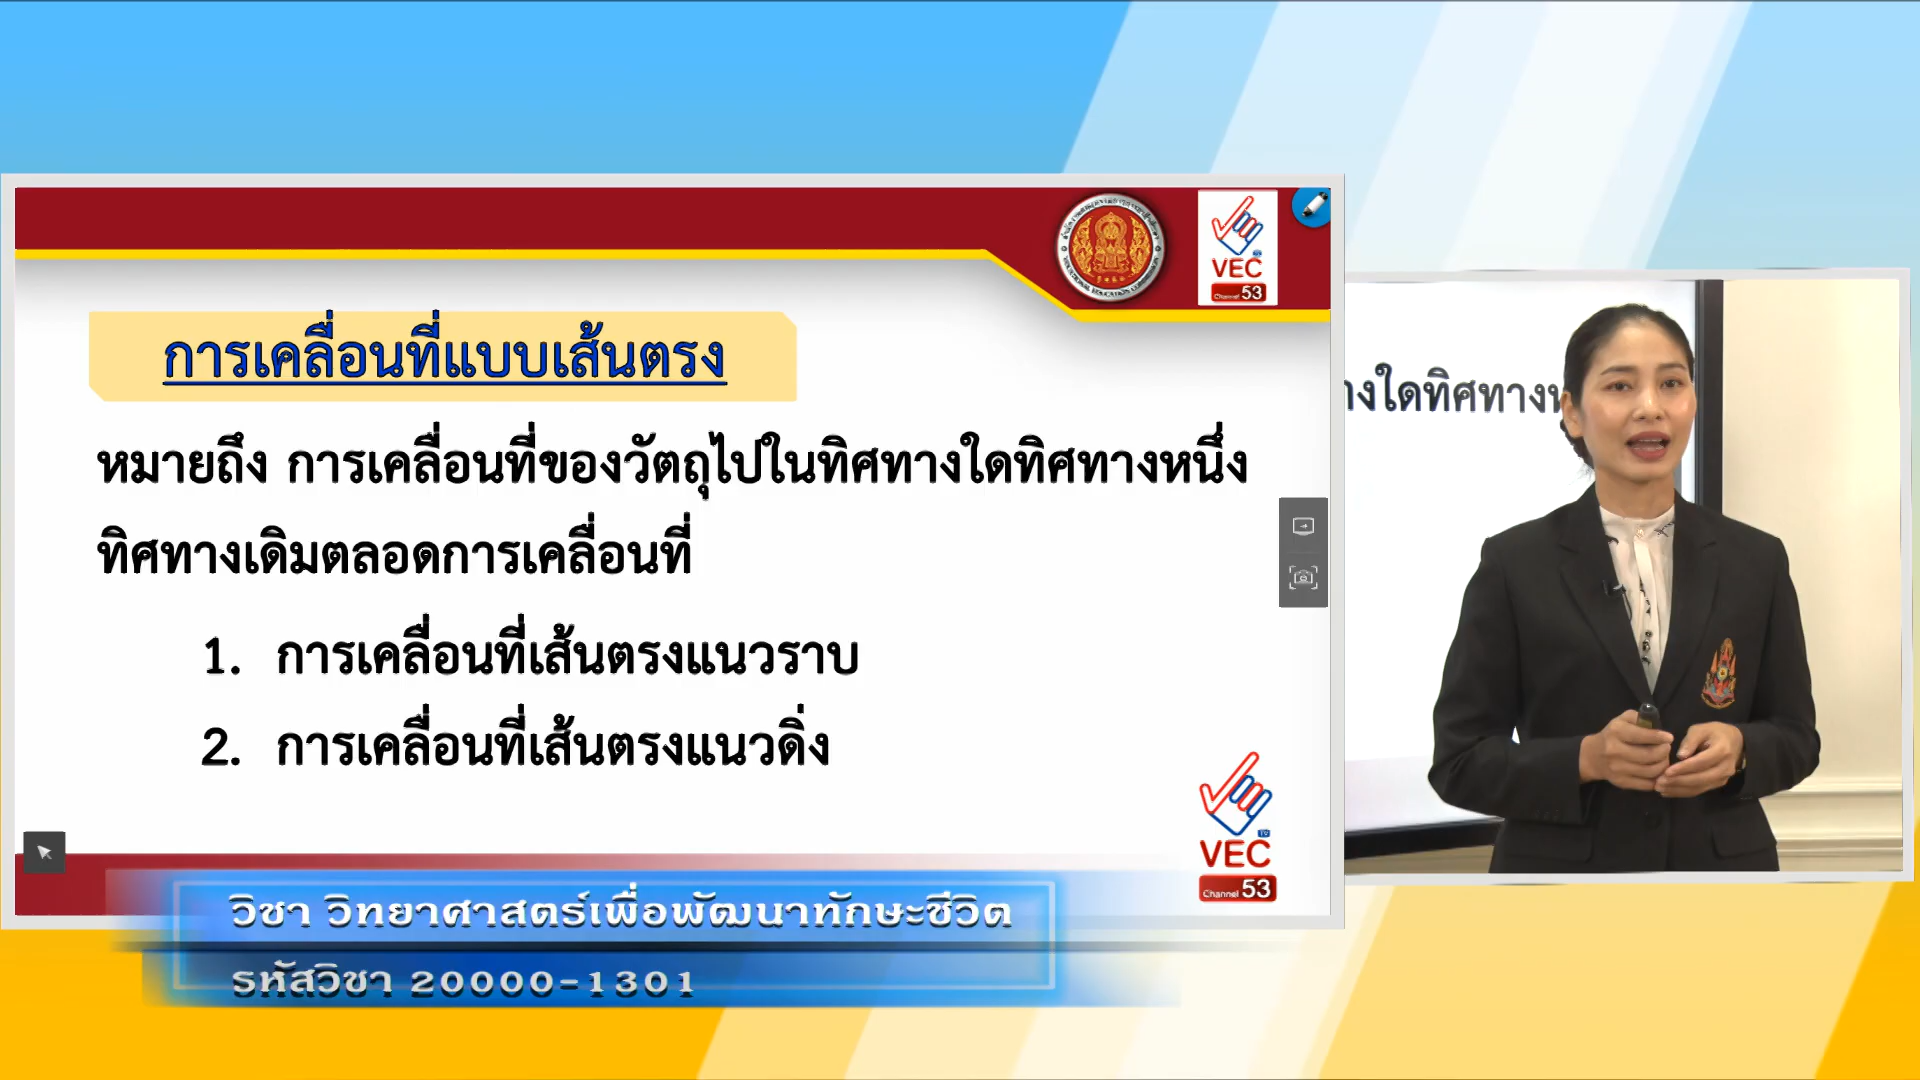 VEC
Channel 53
การเคลื่อนที่แบบเส้นตรง
หมายถึง การเคลื่อนที่ของวัตถุไปในทิศทางใดทิศทางหนึ่ง
ทิศทางเดิมตลอดการเคลื่อนที่
1. การเคลื่อนที่เส้นตรงแนวราบ
2. การเคลื่อนที่เส้นตรงแนวดิ่ง
างใดทิศทางห
VEC
Channel 53
วิชา วิทยาศาสตร์เพื่อพัฒนาทักษะชีวิต
รหัสวิชา 20000-1301